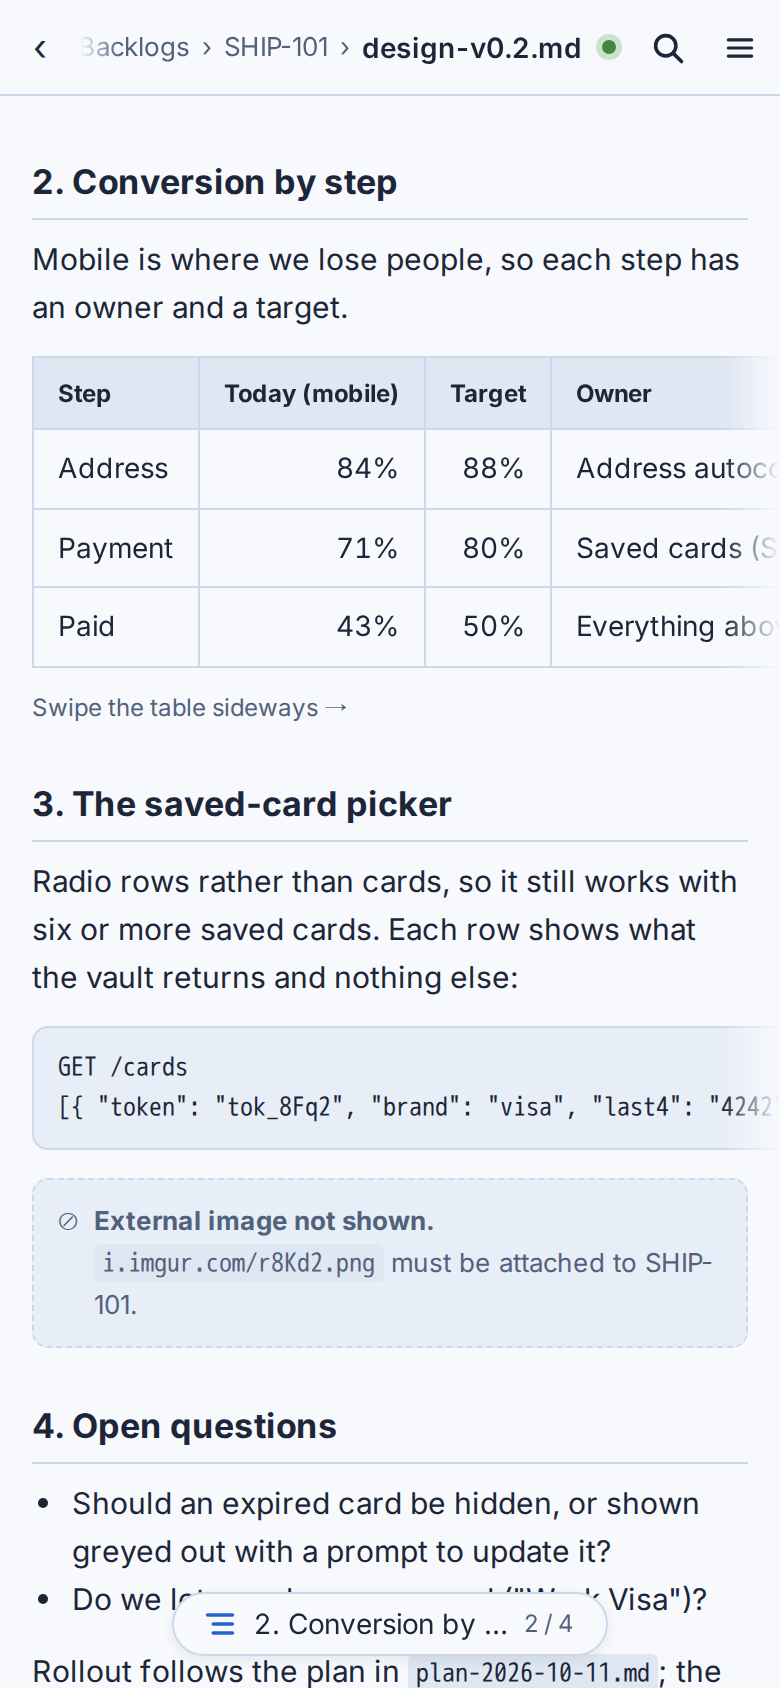 ‹ Backlogs › SHIP-101 › design-v0.2.md
2. Conversion by step
Mobile is where we lose people, so each step has
an owner and a target.
Step Today (mobile) Target Owner
Address 84% 88% Address
Payment 71% 80% Saved cards
Paid 43% 50% Everything
Swipe the table sideways →
3. The saved-card picker
Radio rows rather than cards, so it still works with
six or more saved cards. Each row shows what
the vault returns and nothing else:
GET /cards
[{ "token": "tok_8Fq2", "brand": "visa", "last4": "4242
⊘ External image not shown.
i.imgur.com/r8Kd2.png must be attached to SHIP-
101.
4. Open questions
• Should an expired card be hidden, or shown
greyed out with a prompt to update it?
• Do we Visa")?
2. Conversion by ... 2 / 4
Rollout follows the plan in plan-2026-10-11.md; the